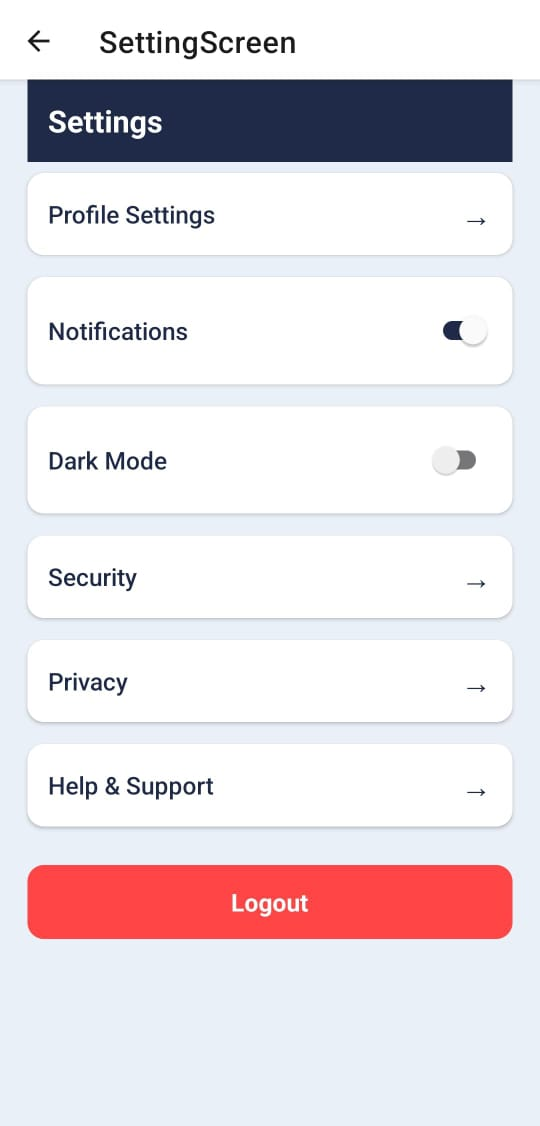 SettingScreen
Settings
Profile Settings
Notifications
Dark Mode
Security
Privacy
Help & Support
Logout